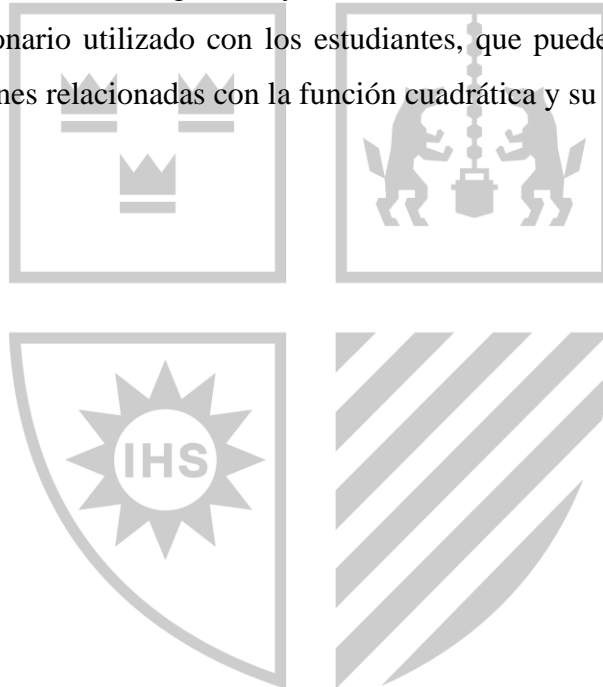 onario utilizado con los estudiantes, que puede
nes relacionadas con la función cuadrática y su
IHS